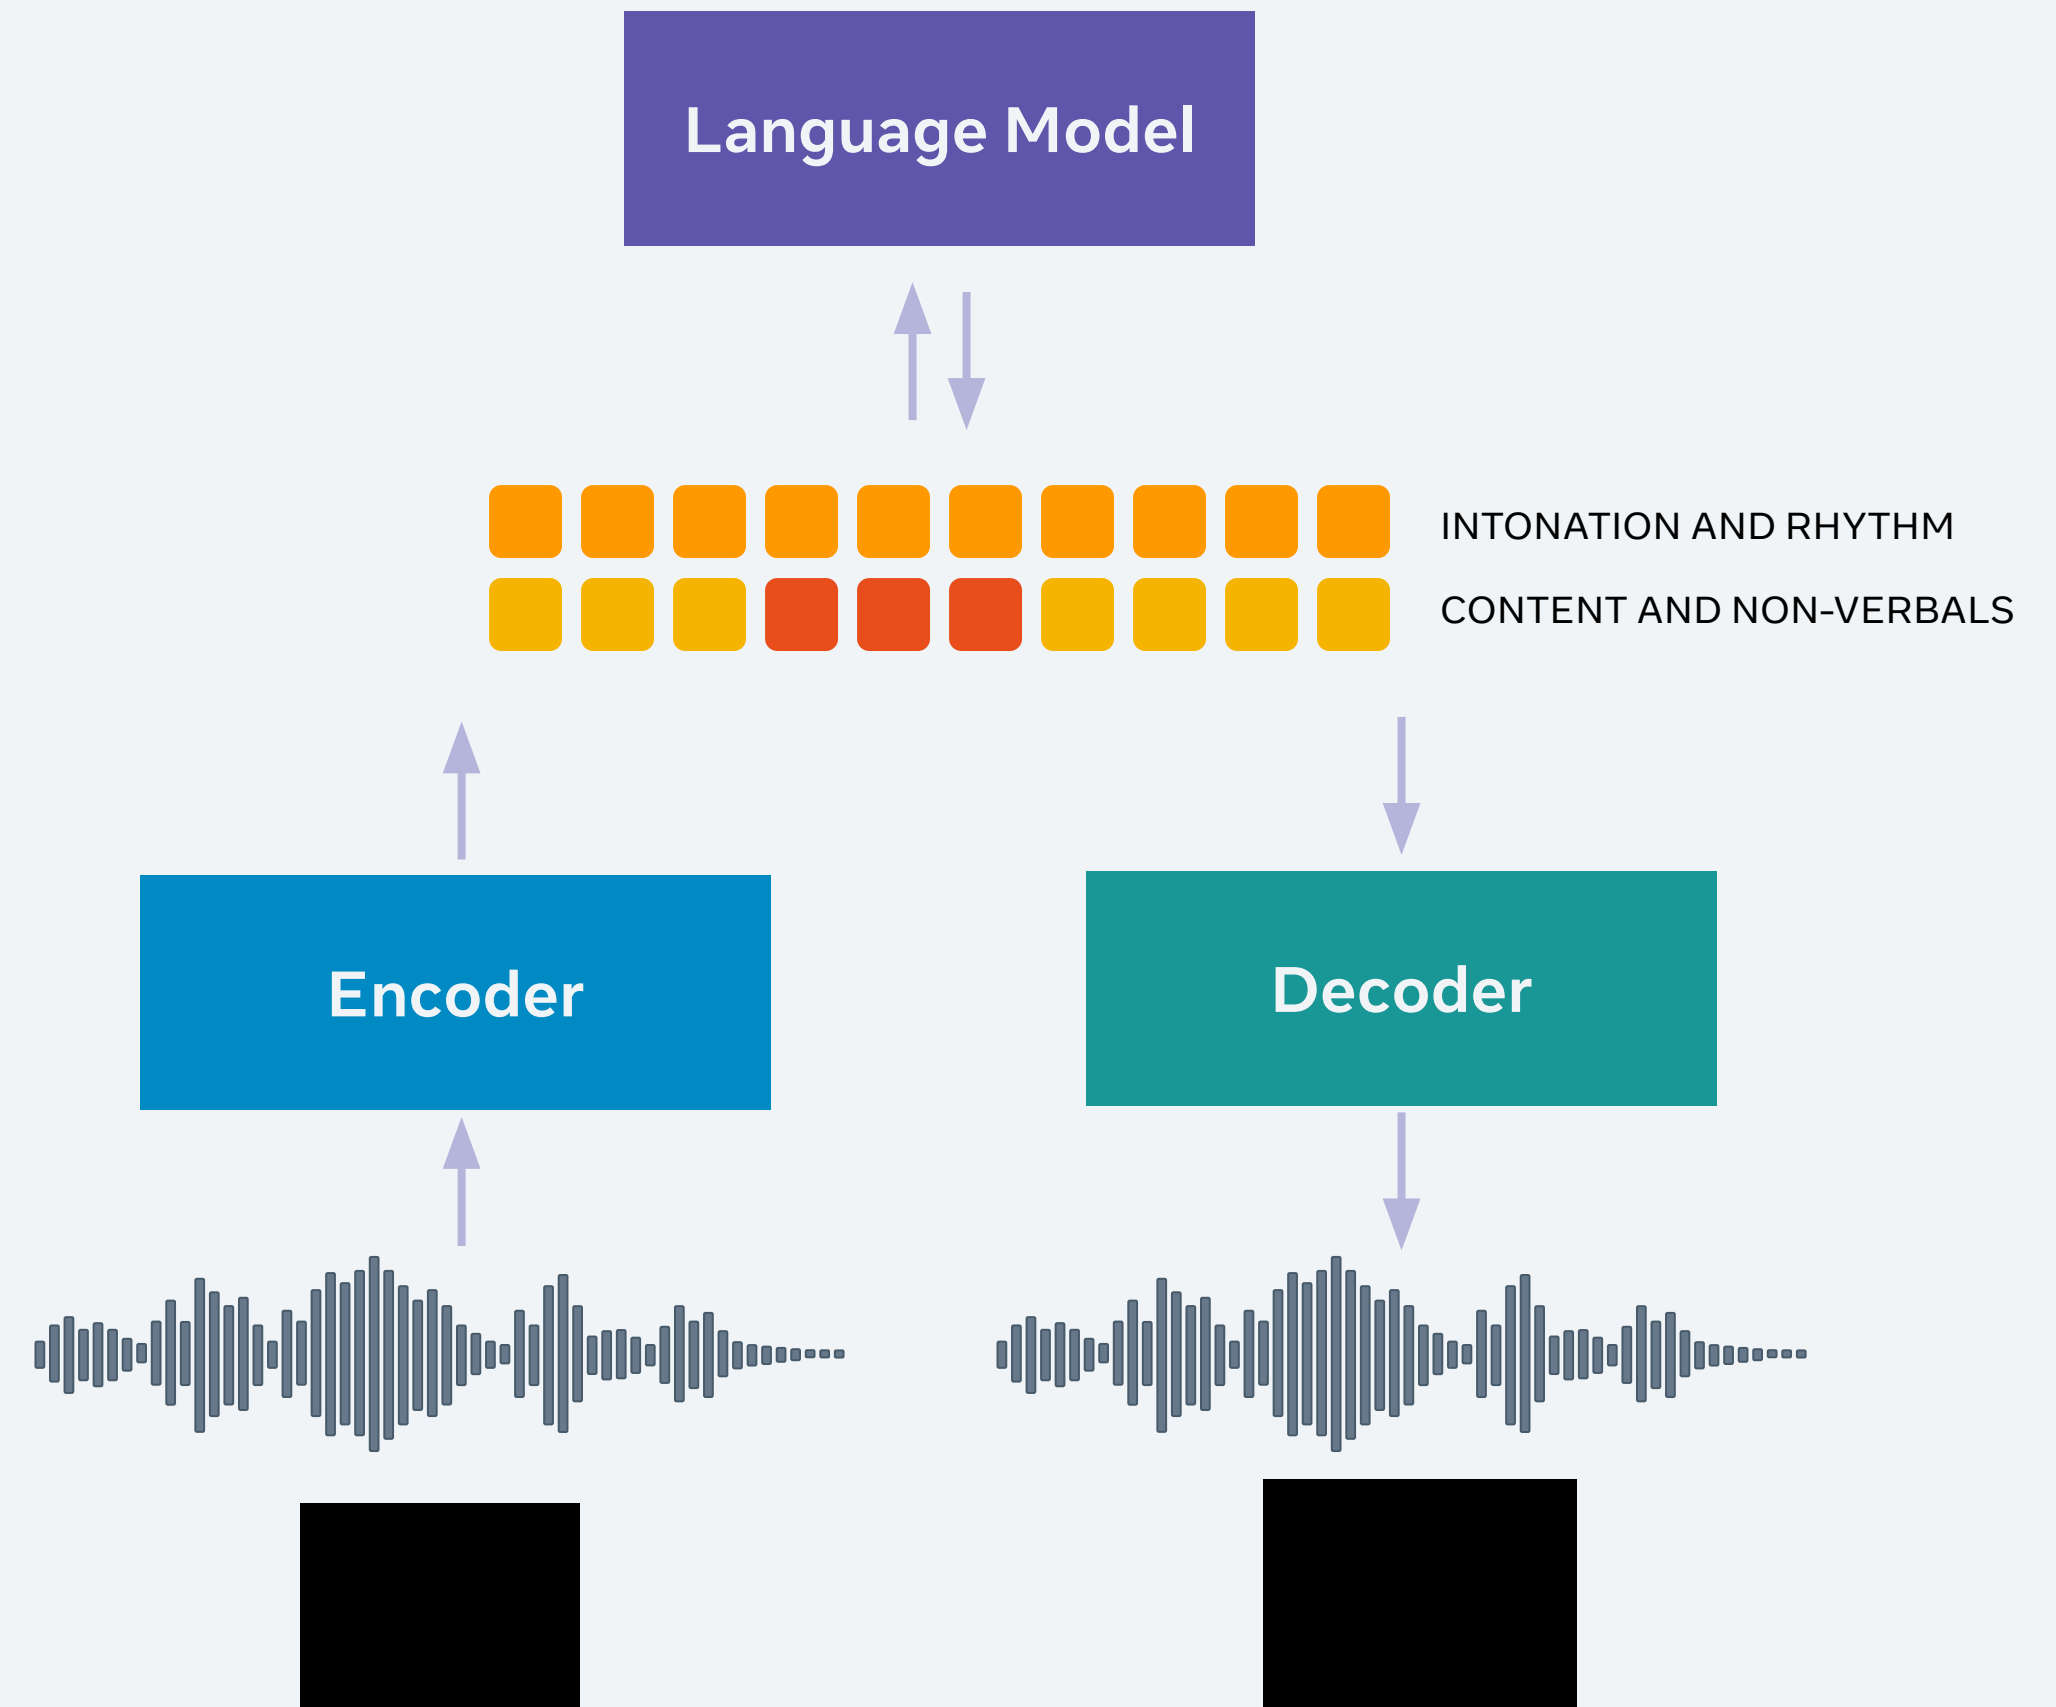 Language Model
INTONATION AND RHYTHM
CONTENT AND NON-VERBALS
Encoder
Decoder